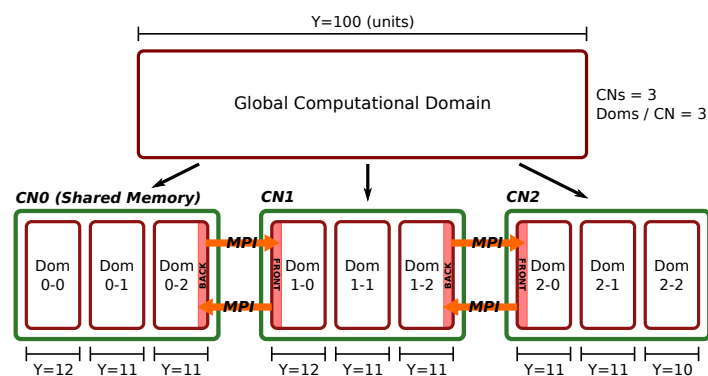 Y=100 (units)
Global Computational Domain
CNs = 3
Doms / CN = 3
CN0 (Shared Memory)
CN1
CN2
Dom
0-0
Dom
0-1
Dom
0-2
BACK
MPI
MPI
FRONT
Dom
1-0
Dom
1-1
Dom
1-2
BACK
MPI
MPI
FRONT
Dom
2-0
Dom
2-1
Dom
2-2
Y=12
Y=11
Y=11
Y=12
Y=11
Y=11
Y=11
Y=11
Y=10